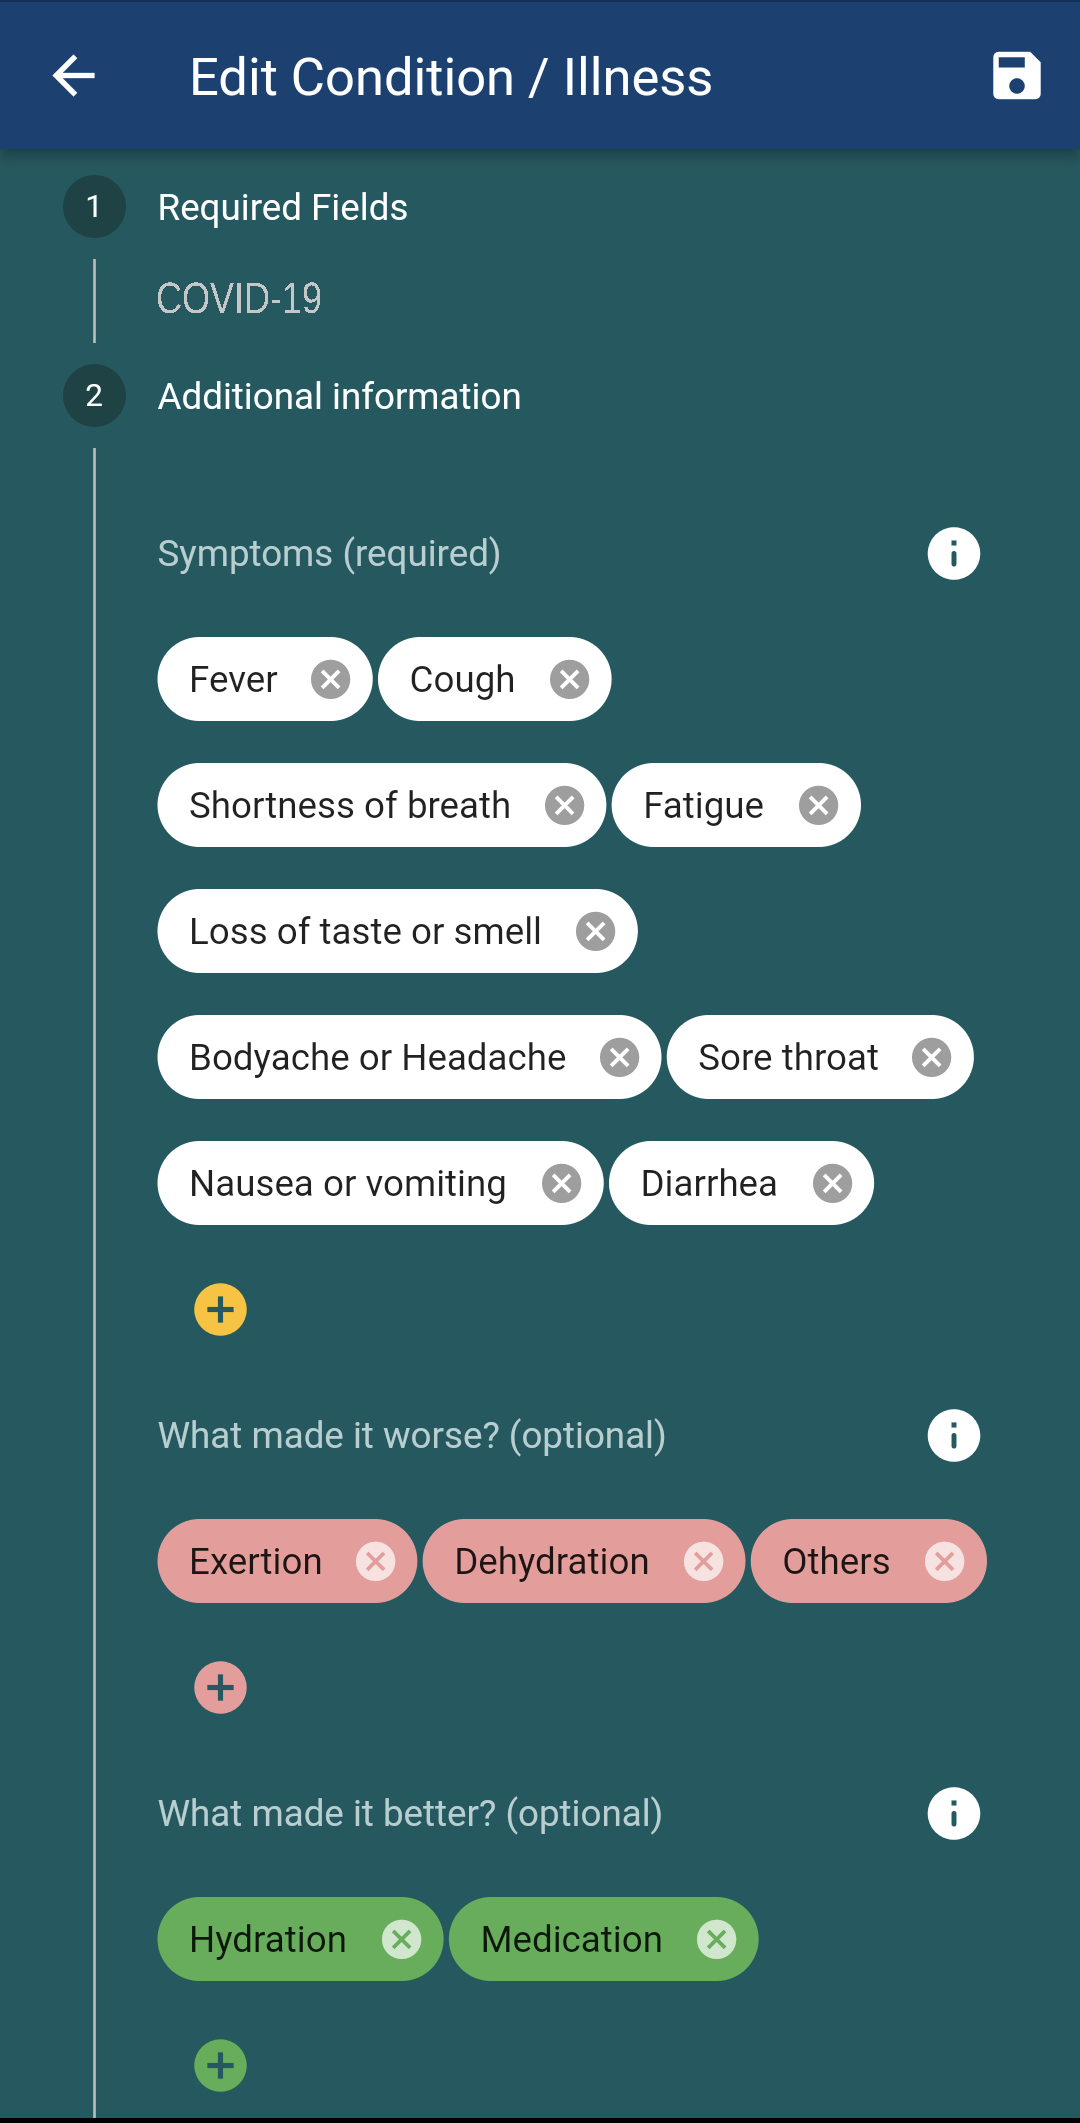 Edit Condition / Illness
1 Required Fields
COVID-19
2 Additional information
Symptoms (required)
Fever Cough
Shortness of breath Fatigue
Loss of taste or smell
Bodyache or Headache Sore throat
Nausea or vomiting Diarrhea
What made it worse? (optional)
Exertion Dehydration Others
What made it better? (optional)
Hydration Medication